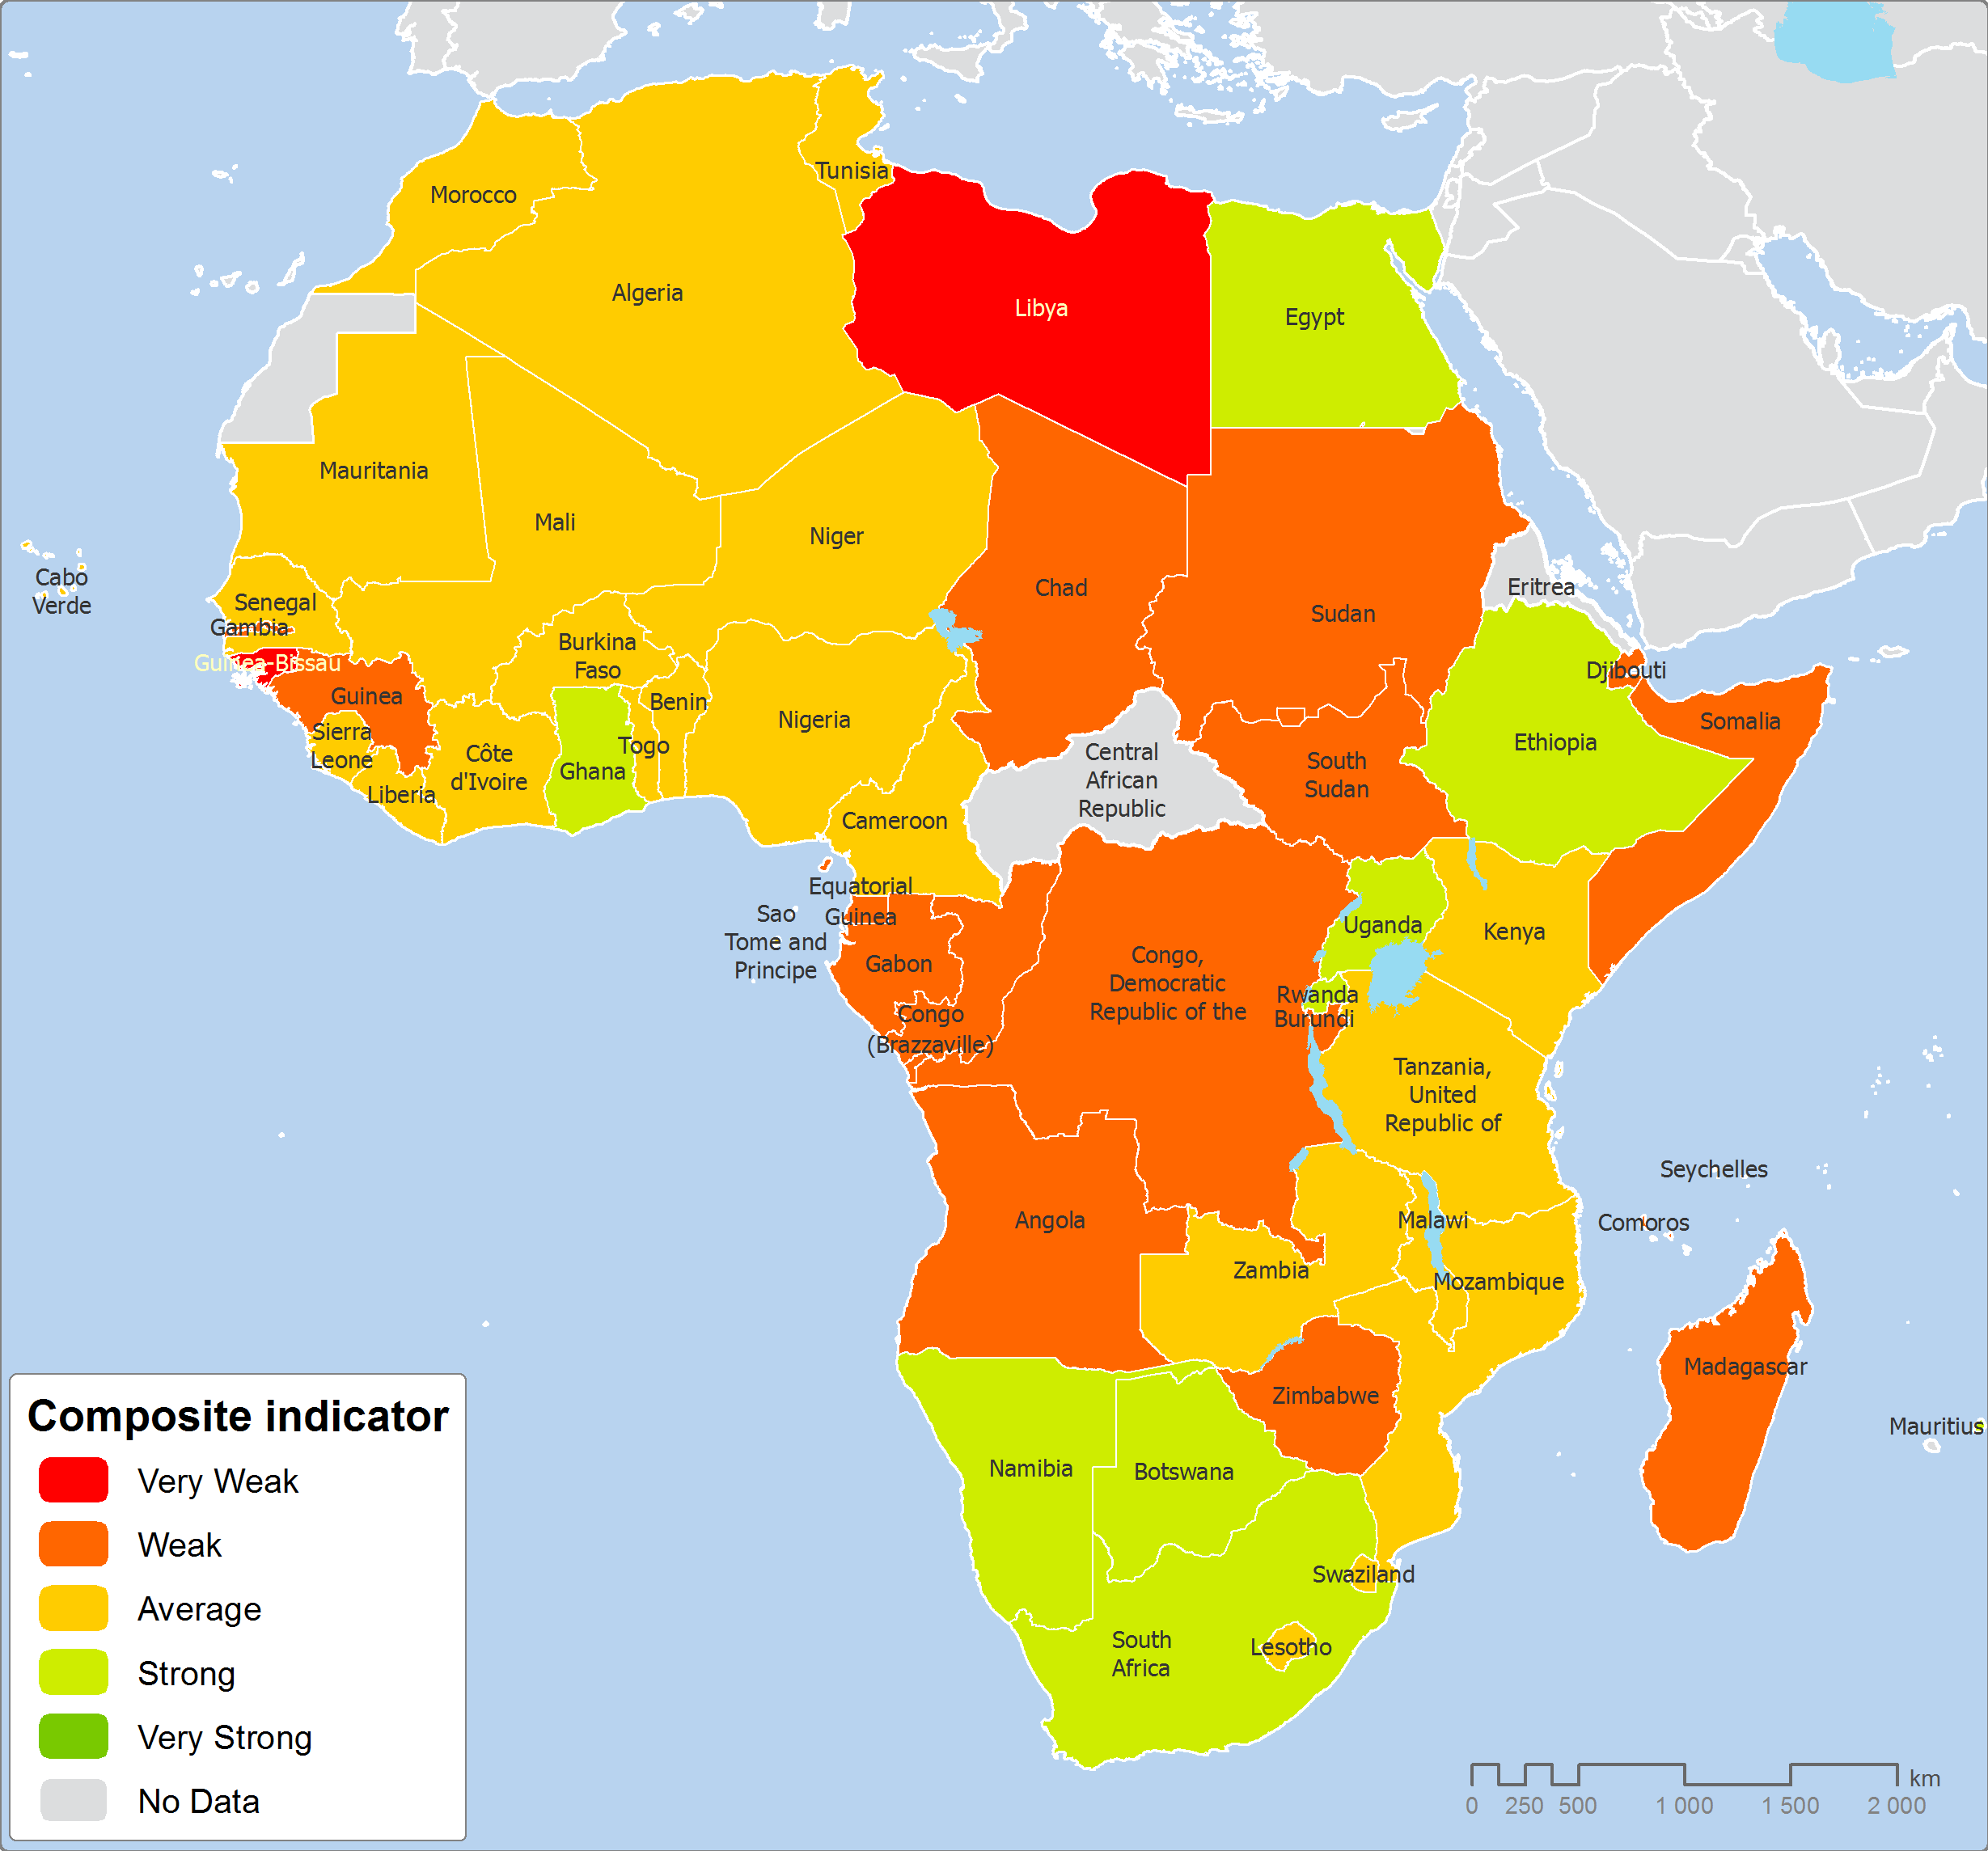 Tunisia
Morocco
Algeria
Libya
Egypt
Mauritania
Mali
Niger
Cabo
Verde
Chad
Eritrea
Senegal
Sudan
Gambia
Burkina
Faso
Guinea-Bissau
Djibouti
Guinea
Benin
Nigeria
Somalia
Sierra
Leone
Côte
d'Ivoire
Togo
Ghana
Ethiopia
Central
African
Republic
South
Sudan
Liberia
Cameroon
Equatorial
Guinea
Sao
Tome and
Principe
Uganda
Kenya
Gabon
Congo,
Democratic
Republic of the
Rwanda
Burundi
Congo
(Brazzaville)
Tanzania,
United
Republic of
Seychelles
Angola
Malawi
Comoros
Zambia
Mozambique
Madagascar
Zimbabwe
Mauritius
Namibia
Botswana
Swaziland
South
Africa
Lesotho
Composite indicator
Very Weak
Weak
Average
Strong
Very Strong
No Data
km
0 250 500 1 000 1 500 2 000